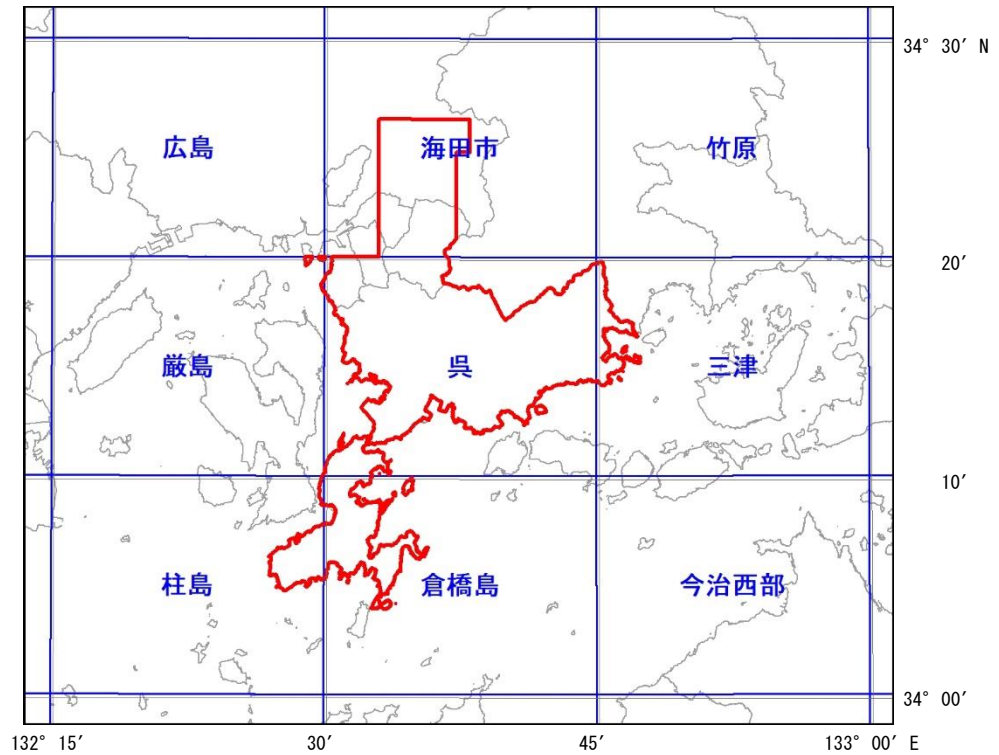 34° 30′ N
広島
海田市
竹原
20′
厳島
呉
三津
10′
柱島
倉橋島
今治西部
34° 00′
132° 15′
30′
45′
133° 00′ E